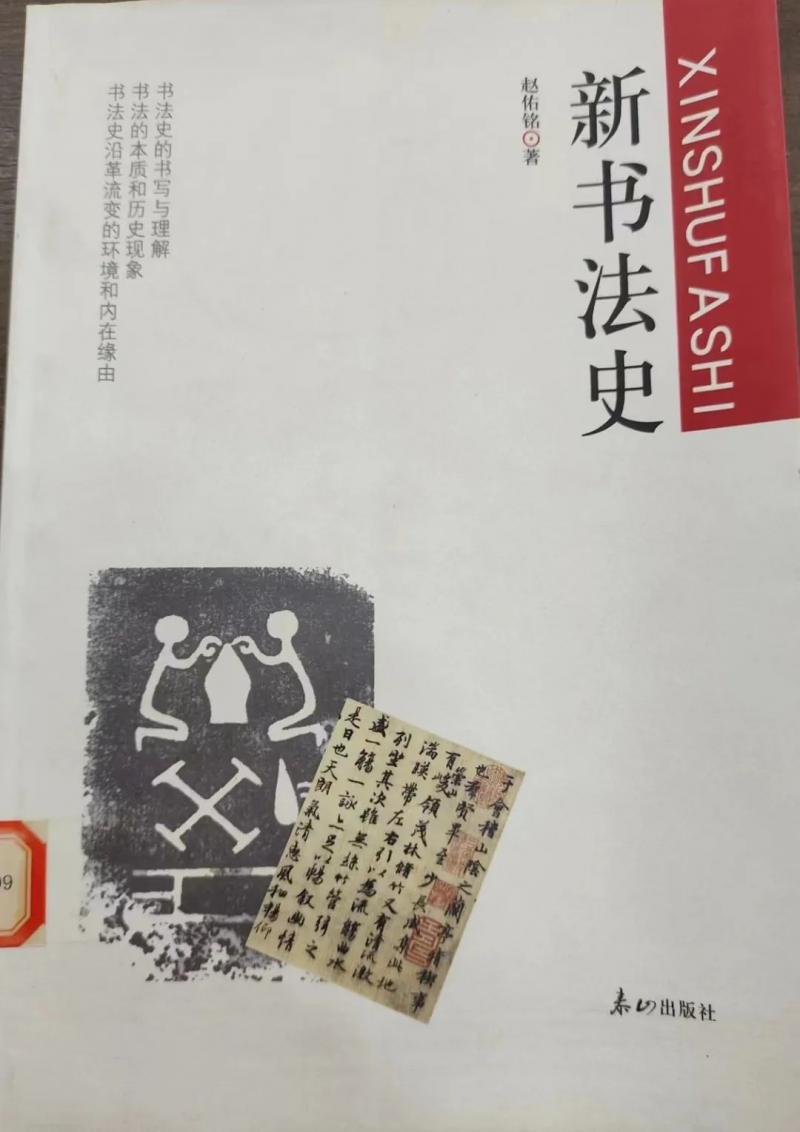 XINSHUFASHI
新书法史
赵佑铭著
书法史的书写与理解
书法的本质和历史现象
书法史沿革流变的环境和内在缘由
于會稽山陰之蘭亭脩禊事
也羣賢畢至少長咸集此地
有崇山峻領茂林脩竹又有清流激
湍暎帶左右引以為流觴曲水
列坐其次雖無絲竹管弦之
盛一觴一詠亦足以暢叙幽情
是日也天朗氣清惠風和暢仰
泰山出版社
99